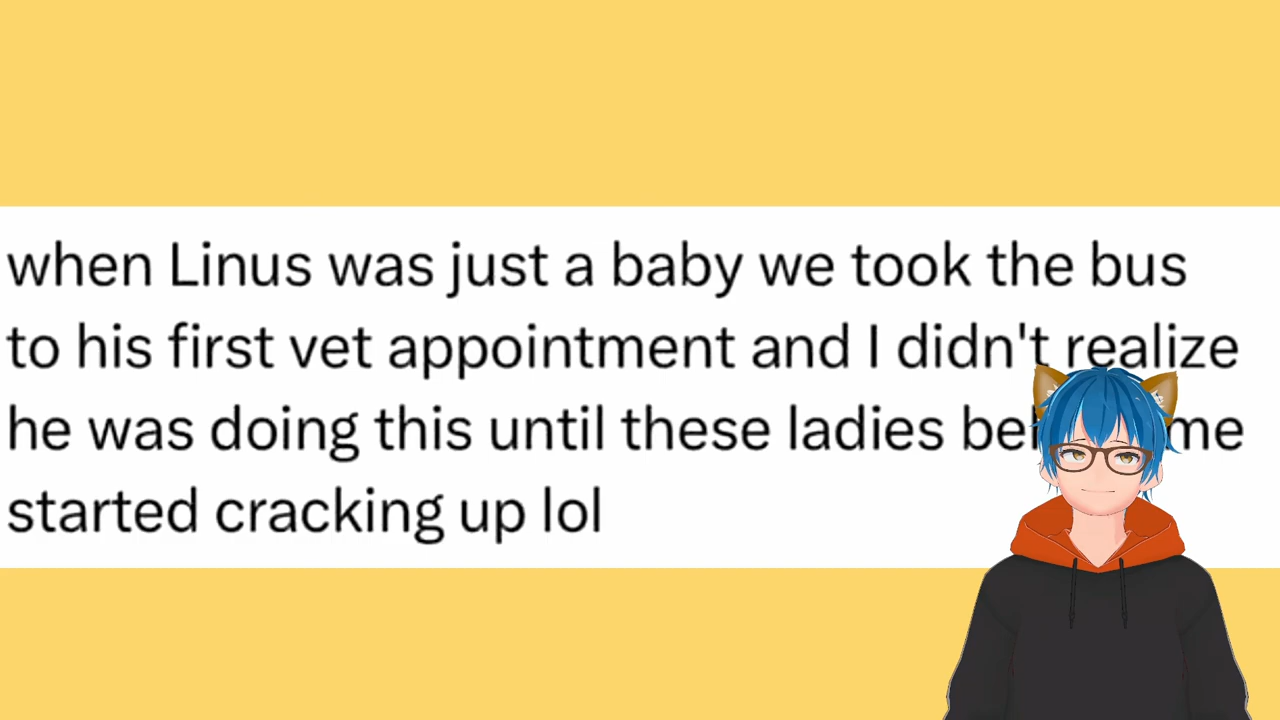 when Linus was just a baby we took the bus
to his first vet appointment and I didn't realize
he was doing this until these ladies me
started cracking up lol